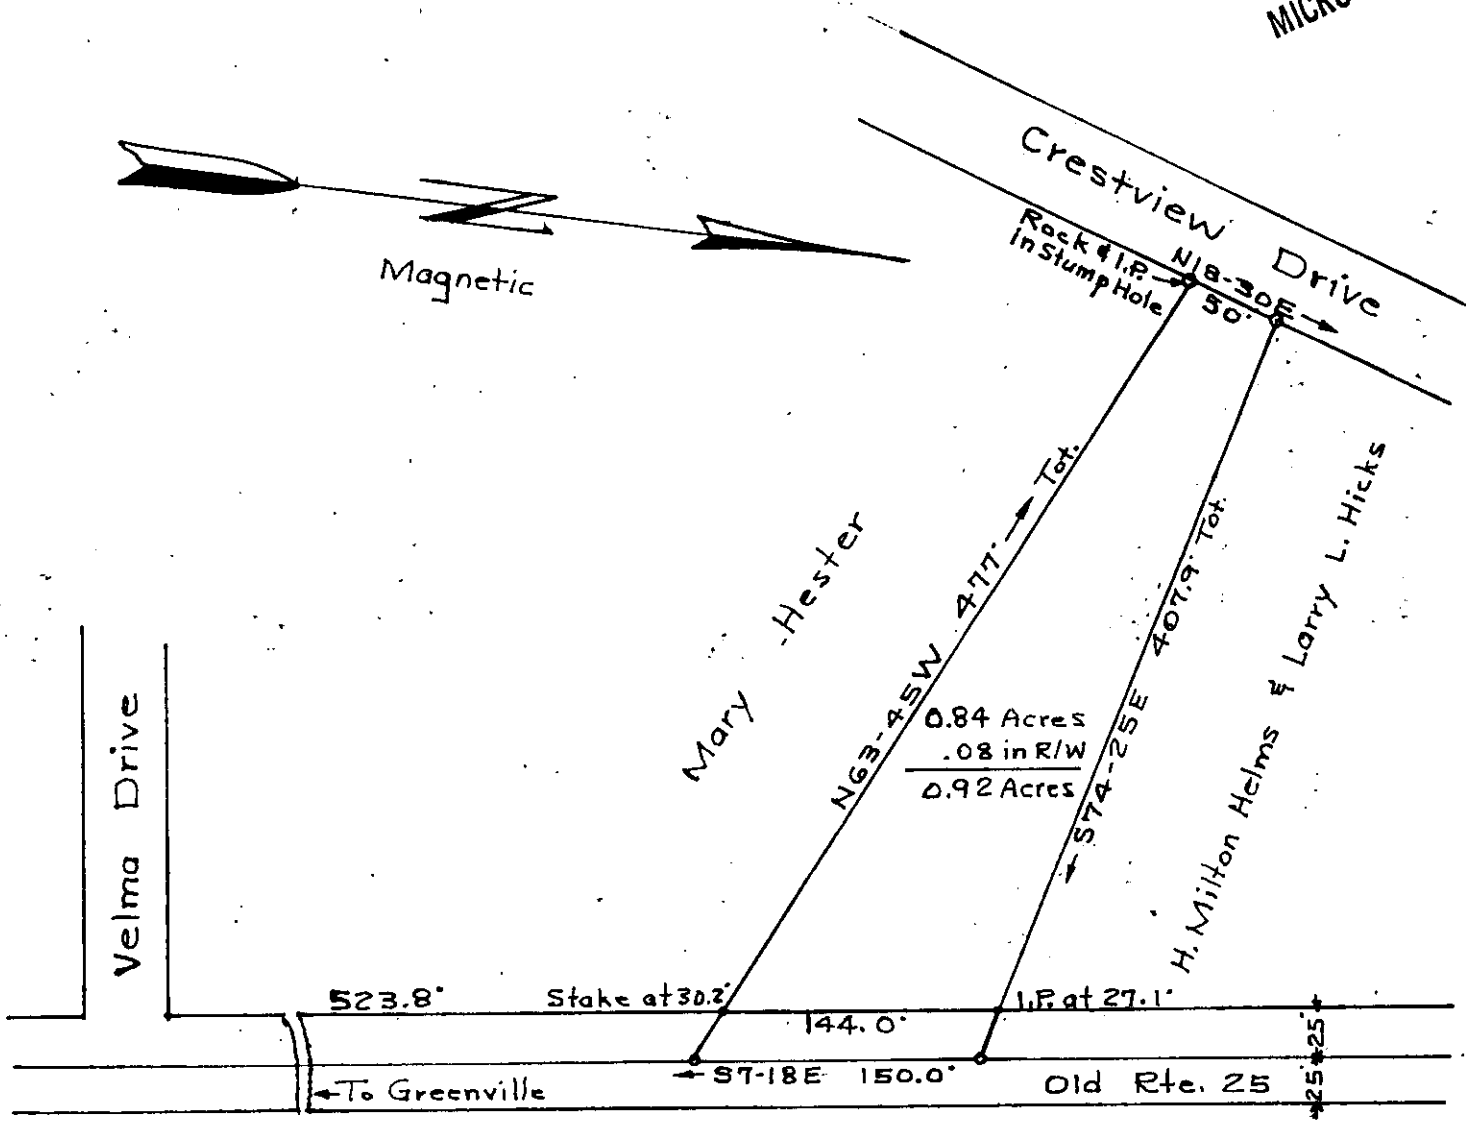 Magnetic
Crestview Drive
Rock & I.P.
in Stump Hole
N18-30E
50'
N63-45W 477' Tot.
S74-25E 407.9' Tot.
Mary Hester
H. Milton Helms & Larry L. Hicks
0.84 Acres
.08 in R/W
0.92 Acres
Velma Drive
523.8'
Stake at 30.2'
I.P. at 27.1'
144.0'
25'
25'
S7-18E 150.0'
To Greenville
Old Rte. 25